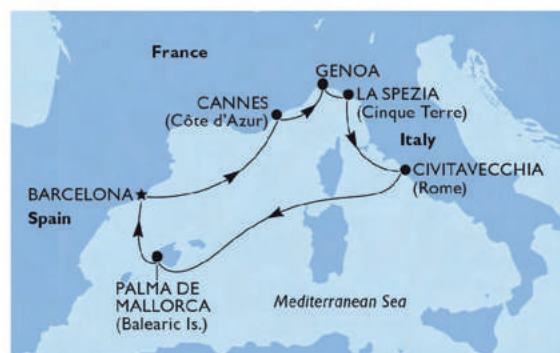 France
GENOA
LA SPEZIA
(Cinque Terre)
CANNES
(Côte d'Azur)
Italy
CIVITAVECCHIA
(Rome)
BARCELONA
Spain
PALMA DE
MALLORCA
(Balearic Is.)
Mediterranean Sea